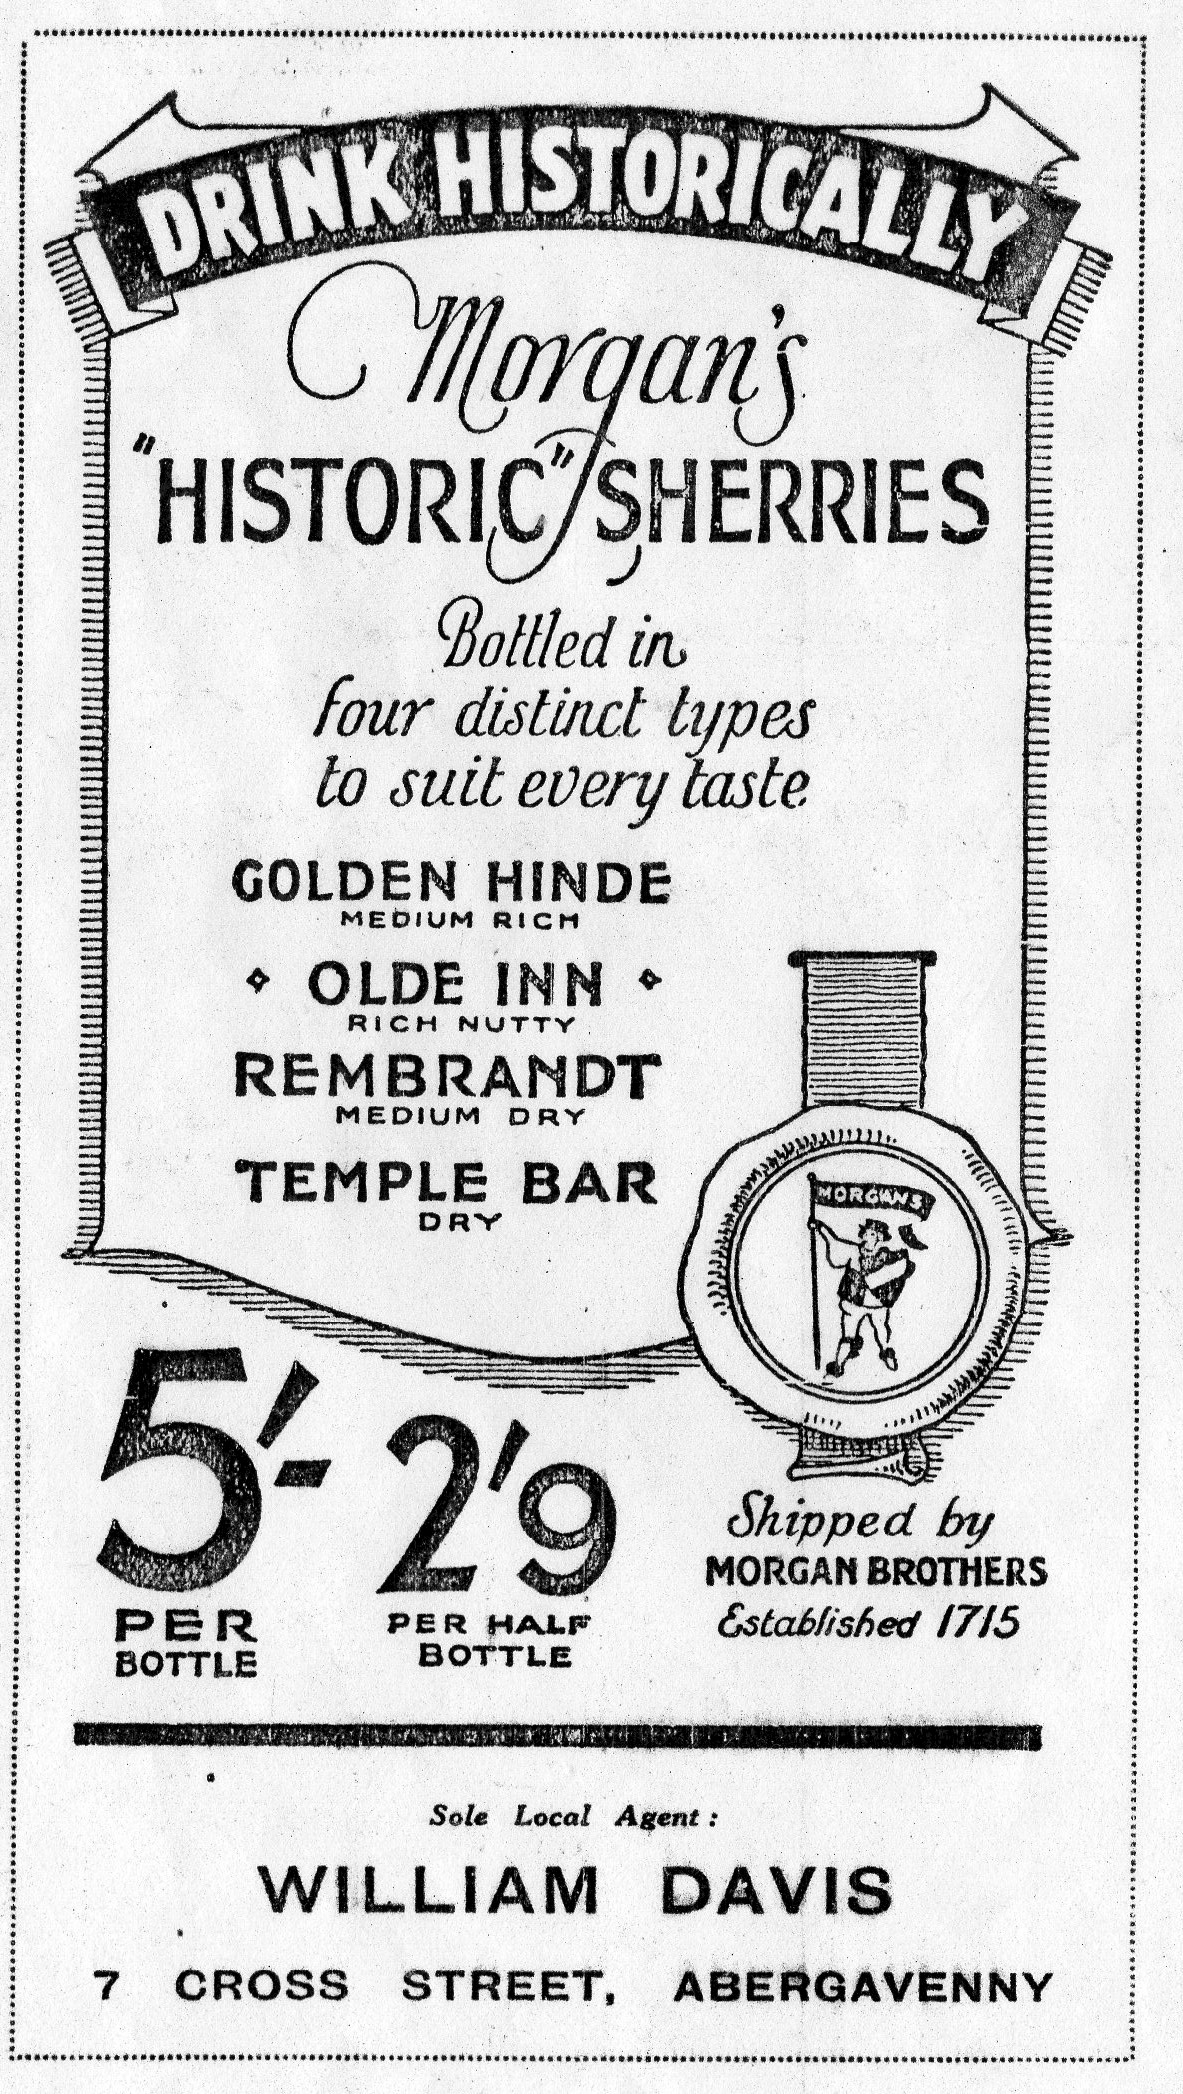 DRINK HISTORICALLY
Morgan's
"HISTORIC" SHERRIES
Bottled in
four distinct types
to suit every taste
GOLDEN HINDE
MEDIUM RICH
OLDE INN
RICH NUTTY
REMBRANDT
MEDIUM DRY
TEMPLE BAR
DRY
MORGANS
5/- 2/9
PER PER HALF
BOTTLE BOTTLE
Shipped by
MORGAN BROTHERS
Established 1715
Sole Local Agent:
WILLIAM DAVIS
7 CROSS STREET, ABERGAVENNY